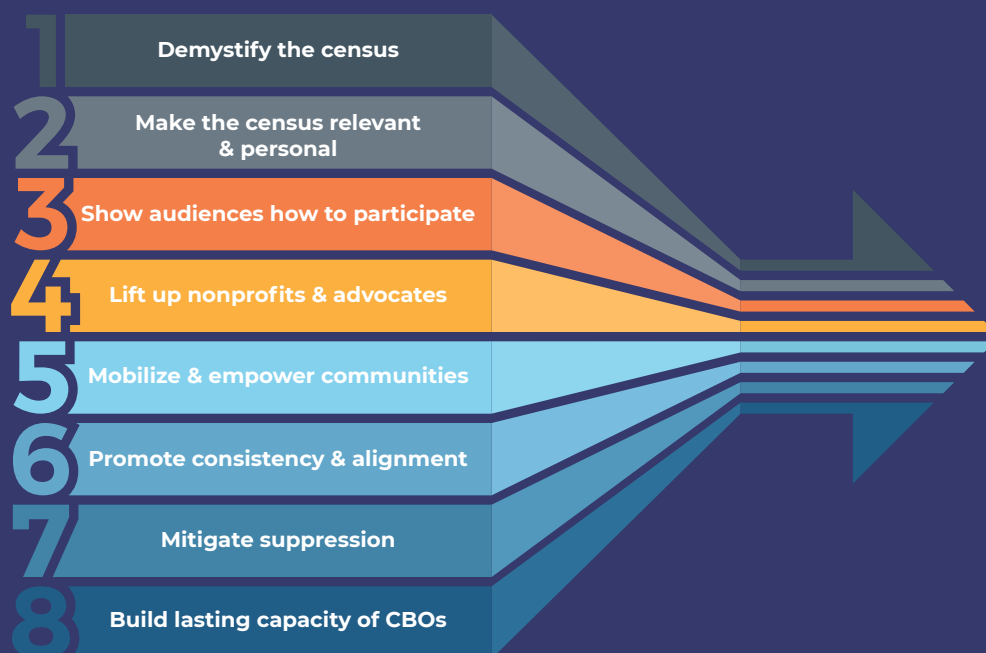 1
Demystify the census
2
Make the census relevant
& personal
3
Show audiences how to participate
4
Lift up nonprofits & advocates
5
Mobilize & empower communities
6
Promote consistency & alignment
7
Mitigate suppression
8
Build lasting capacity of CBOs